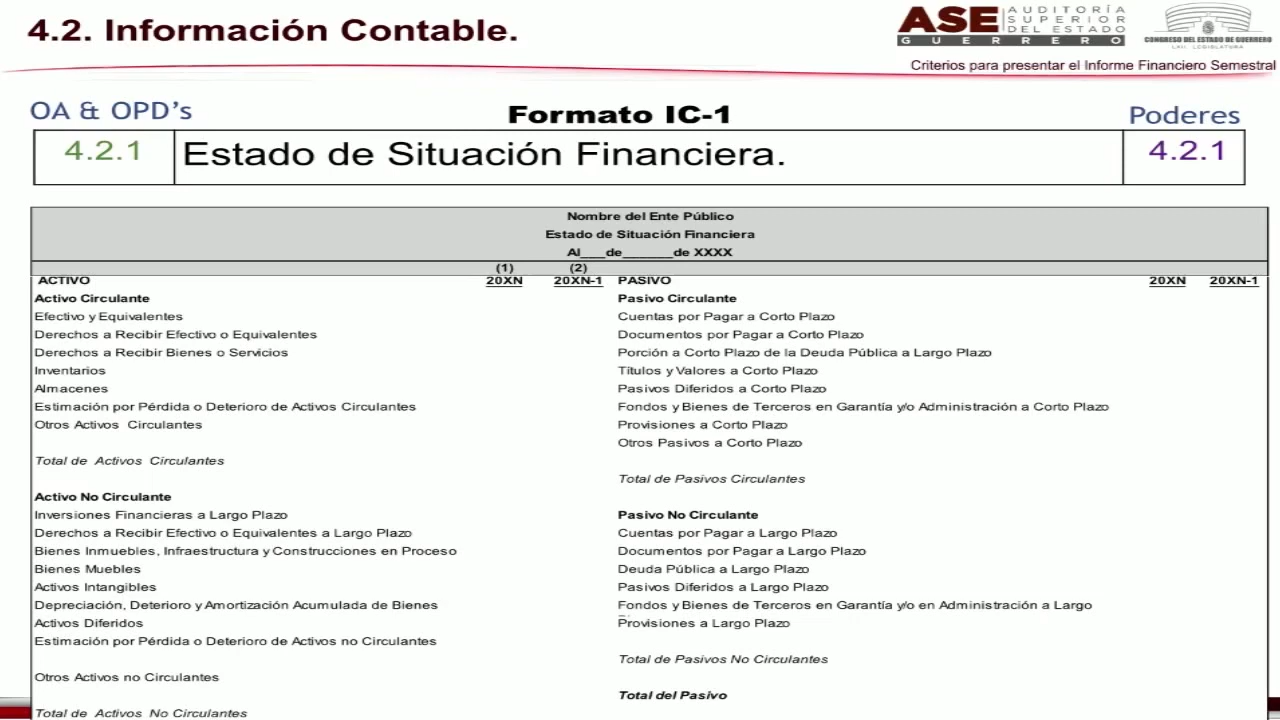 4.2. Información Contable.
ASE AUDITORÍA SUPERIOR DEL ESTADO
GUERRERO
CONGRESO DEL ESTADO DE GUERRERO
LXII LEGISLATURA
Criterios para presentar el Informe Financiero Semestral
OA & OPD’s
Formato IC-1
Poderes
4.2.1 Estado de Situación Financiera. 4.2.1
Nombre del Ente Público
Estado de Situación Financiera
Al___de______de XXXX
(1) (2)
ACTIVO 20XN 20XN-1 PASIVO 20XN 20XN-1
Activo Circulante Pasivo Circulante
Efectivo y Equivalentes Cuentas por Pagar a Corto Plazo
Derechos a Recibir Efectivo o Equivalentes Documentos por Pagar a Corto Plazo
Derechos a Recibir Bienes o Servicios Porción a Corto Plazo de la Deuda Pública a Largo Plazo
Inventarios Títulos y Valores a Corto Plazo
Almacenes Pasivos Diferidos a Corto Plazo
Estimación por Pérdida o Deterioro de Activos Circulantes Fondos y Bienes de Terceros en Garantía y/o Administración a Corto Plazo
Otros Activos Circulantes Provisiones a Corto Plazo
Otros Pasivos a Corto Plazo
Total de Activos Circulantes
Total de Pasivos Circulantes
Activo No Circulante
Inversiones Financieras a Largo Plazo Pasivo No Circulante
Derechos a Recibir Efectivo o Equivalentes a Largo Plazo Cuentas por Pagar a Largo Plazo
Bienes Inmuebles, Infraestructura y Construcciones en Proceso Documentos por Pagar a Largo Plazo
Bienes Muebles Deuda Pública a Largo Plazo
Activos Intangibles Pasivos Diferidos a Largo Plazo
Depreciación, Deterioro y Amortización Acumulada de Bienes Fondos y Bienes de Terceros en Garantía y/o en Administración a Largo
Activos Diferidos Provisiones a Largo Plazo
Estimación por Pérdida o Deterioro de Activos no Circulantes
Total de Pasivos No Circulantes
Otros Activos no Circulantes
Total del Pasivo
Total de Activos No Circulantes